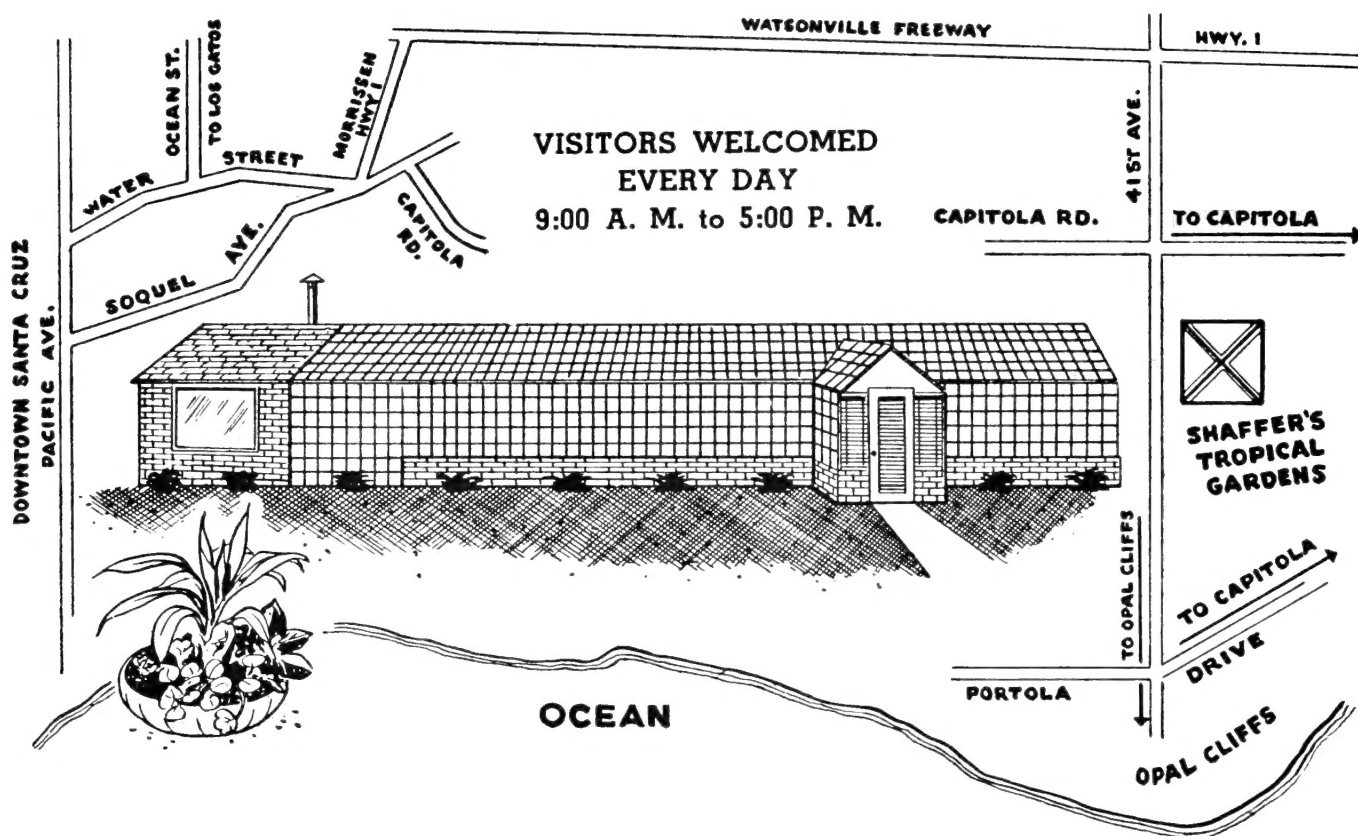 WATSONVILLE FREEWAY
HWY. 1
OCEAN ST.
TO LOS GATOS
MORRISSEN
HWY 1
WATER
STREET
41ST AVE.
VISITORS WELCOMED
EVERY DAY
9:00 A. M. to 5:00 P. M.
CAPITOLA
RD.
CAPITOLA RD.
TO CAPITOLA
SOQUEL
AVE.
DOWNTOWN SANTA CRUZ
PACIFIC AVE.
SHAFFER'S
TROPICAL
GARDENS
TO OPAL CLIFFS
TO CAPITOLA
PORTOLA
DRIVE
OCEAN
OPAL CLIFFS